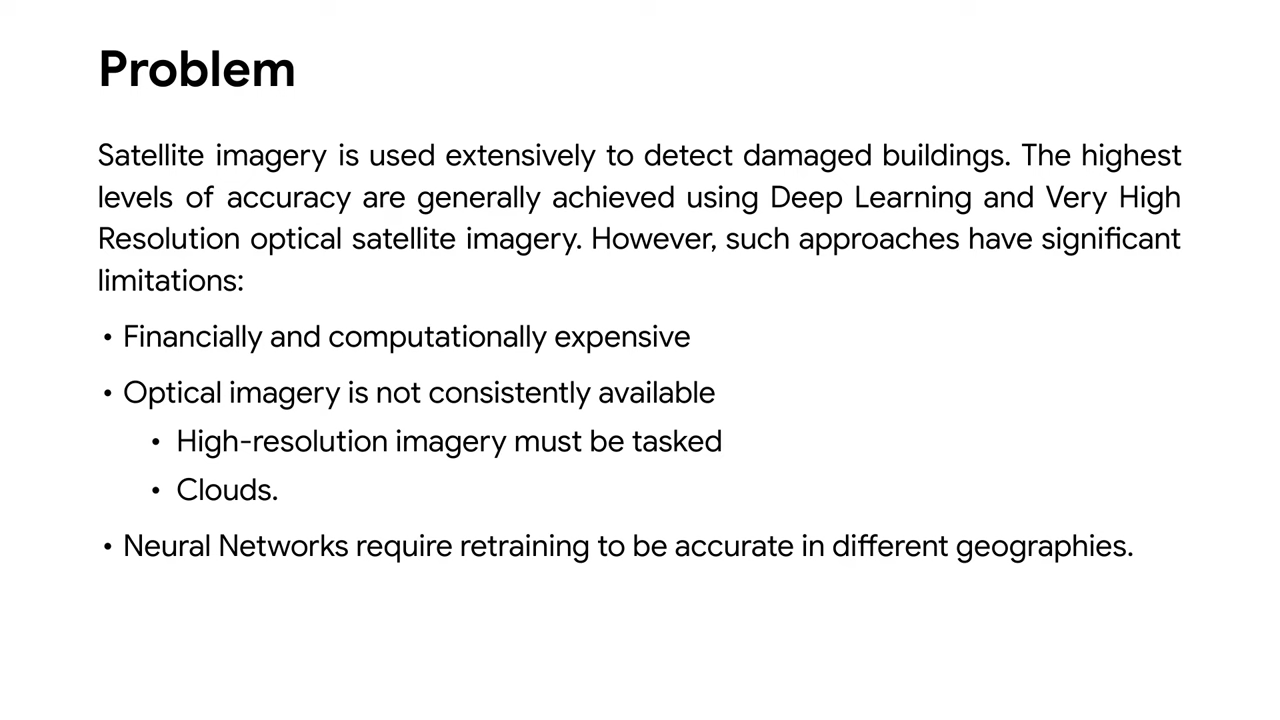 Problem
Satellite imagery is used extensively to detect damaged buildings. The highest
levels of accuracy are generally achieved using Deep Learning and Very High
Resolution optical satellite imagery. However, such approaches have significant
limitations:
• Financially and computationally expensive
• Optical imagery is not consistently available
• High-resolution imagery must be tasked
• Clouds.
• Neural Networks require retraining to be accurate in different geographies.